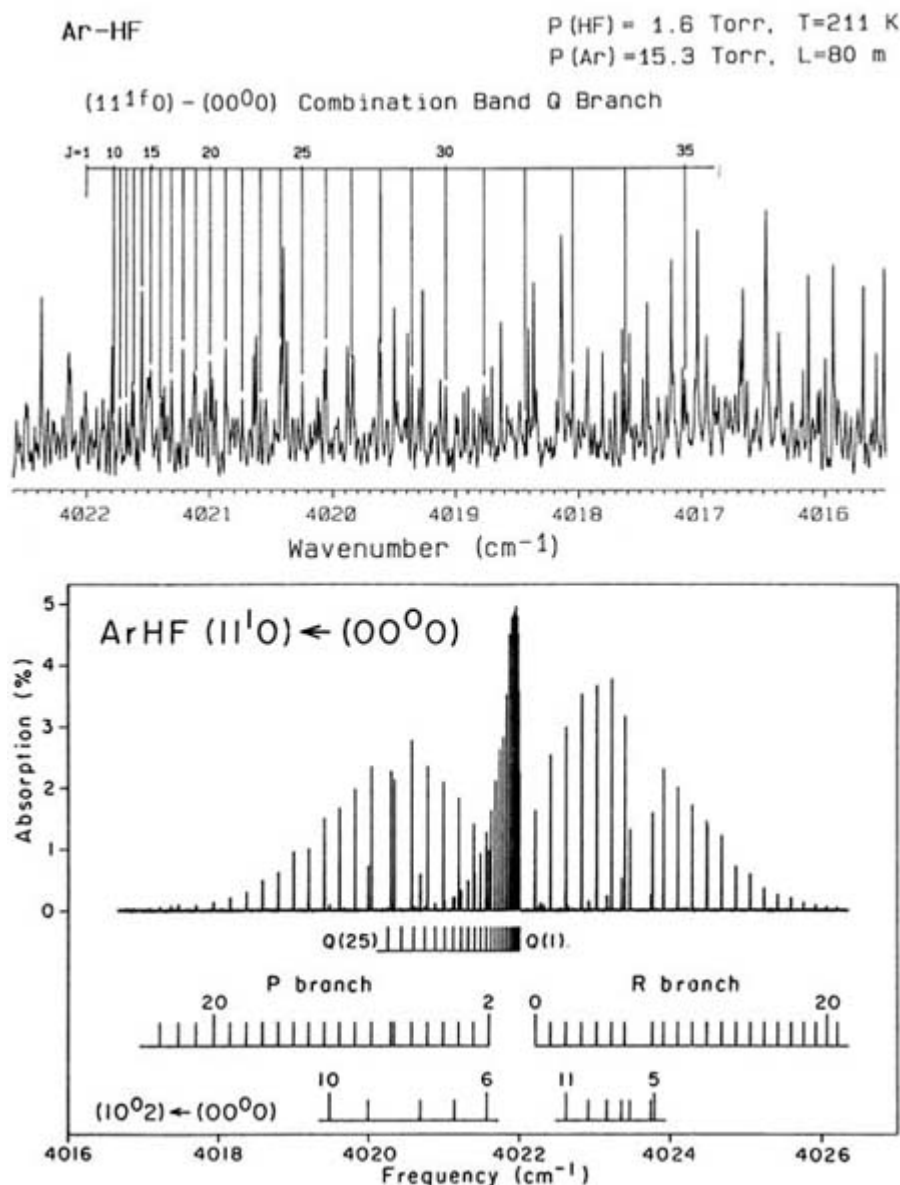 Ar-HF
P(HF)= 1.6 Torr, T=211 K
P(Ar)=15.3 Torr, L=80 m
(11¹ᶠ0)-(00⁰0) Combination Band Q Branch
J=1 10 15 20 25 30 35
4022 4021 4020 4019 4018 4017 4016
Wavenumber (cm⁻¹)
ArHF (11¹0)←(00⁰0)
Absorption (%)
5
4
3
2
1
0
Q(25) Q(1).
P branch R branch
20 2 0 20
10 6 11 5
(10⁰2)←(00⁰0)
4016 4018 4020 4022 4024 4026
Frequency (cm⁻¹)